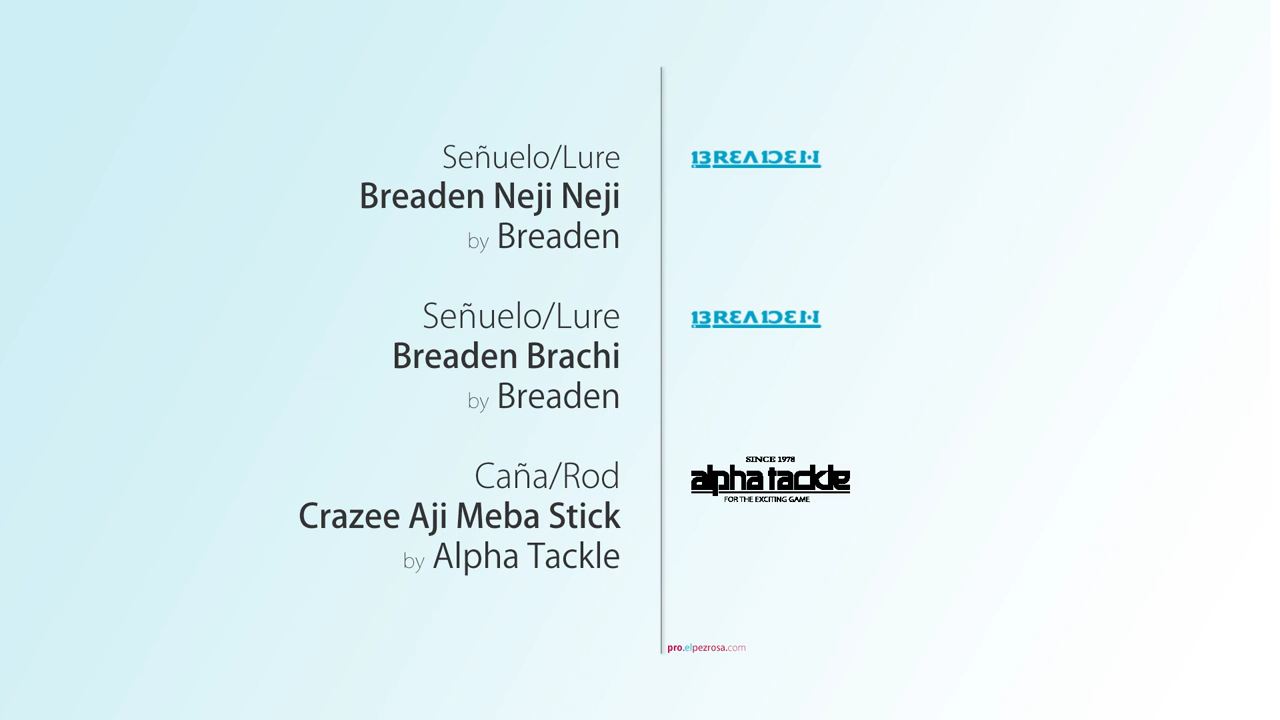 Señuelo/Lure
Breaden Neji Neji
by Breaden
BREADEN
Señuelo/Lure
Breaden Brachi
by Breaden
BREADEN
Caña/Rod
Crazee Aji Meba Stick
by Alpha Tackle
SINCE 1978
alpha tackle
FOR THE EXCITING GAME
pro.elpezrosa.com